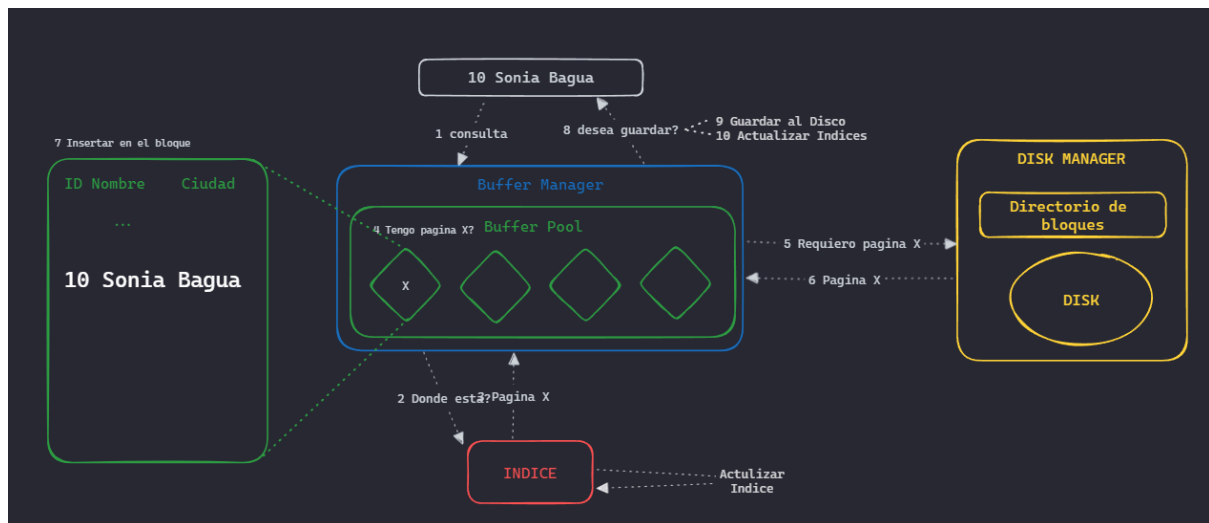 10 Sonia Bagua
1 consulta
8 desea guardar?
9 Guardar al Disco
10 Actualizar Indices
7 Insertar en el bloque
ID Nombre Ciudad
...
10 Sonia Bagua
Buffer Manager
4 Tengo pagina X?
Buffer Pool
X
5 Requiero pagina X
6 Pagina X
DISK MANAGER
Directorio de
bloques
DISK
2 Donde está?
3 Pagina X
INDICE
Actulizar
Indice